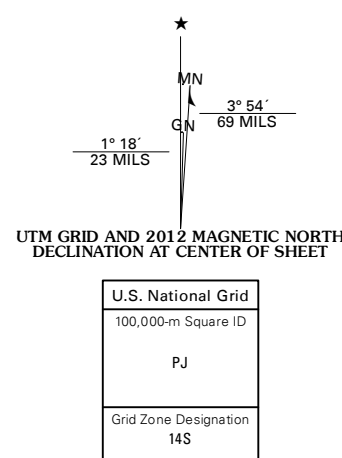 ★
MN
GN
3° 54´
69 MILS
1° 18´
23 MILS
UTM GRID AND 2012 MAGNETIC NORTH
DECLINATION AT CENTER OF SHEET
U.S. National Grid
100,000-m Square ID
PJ
Grid Zone Designation
14S